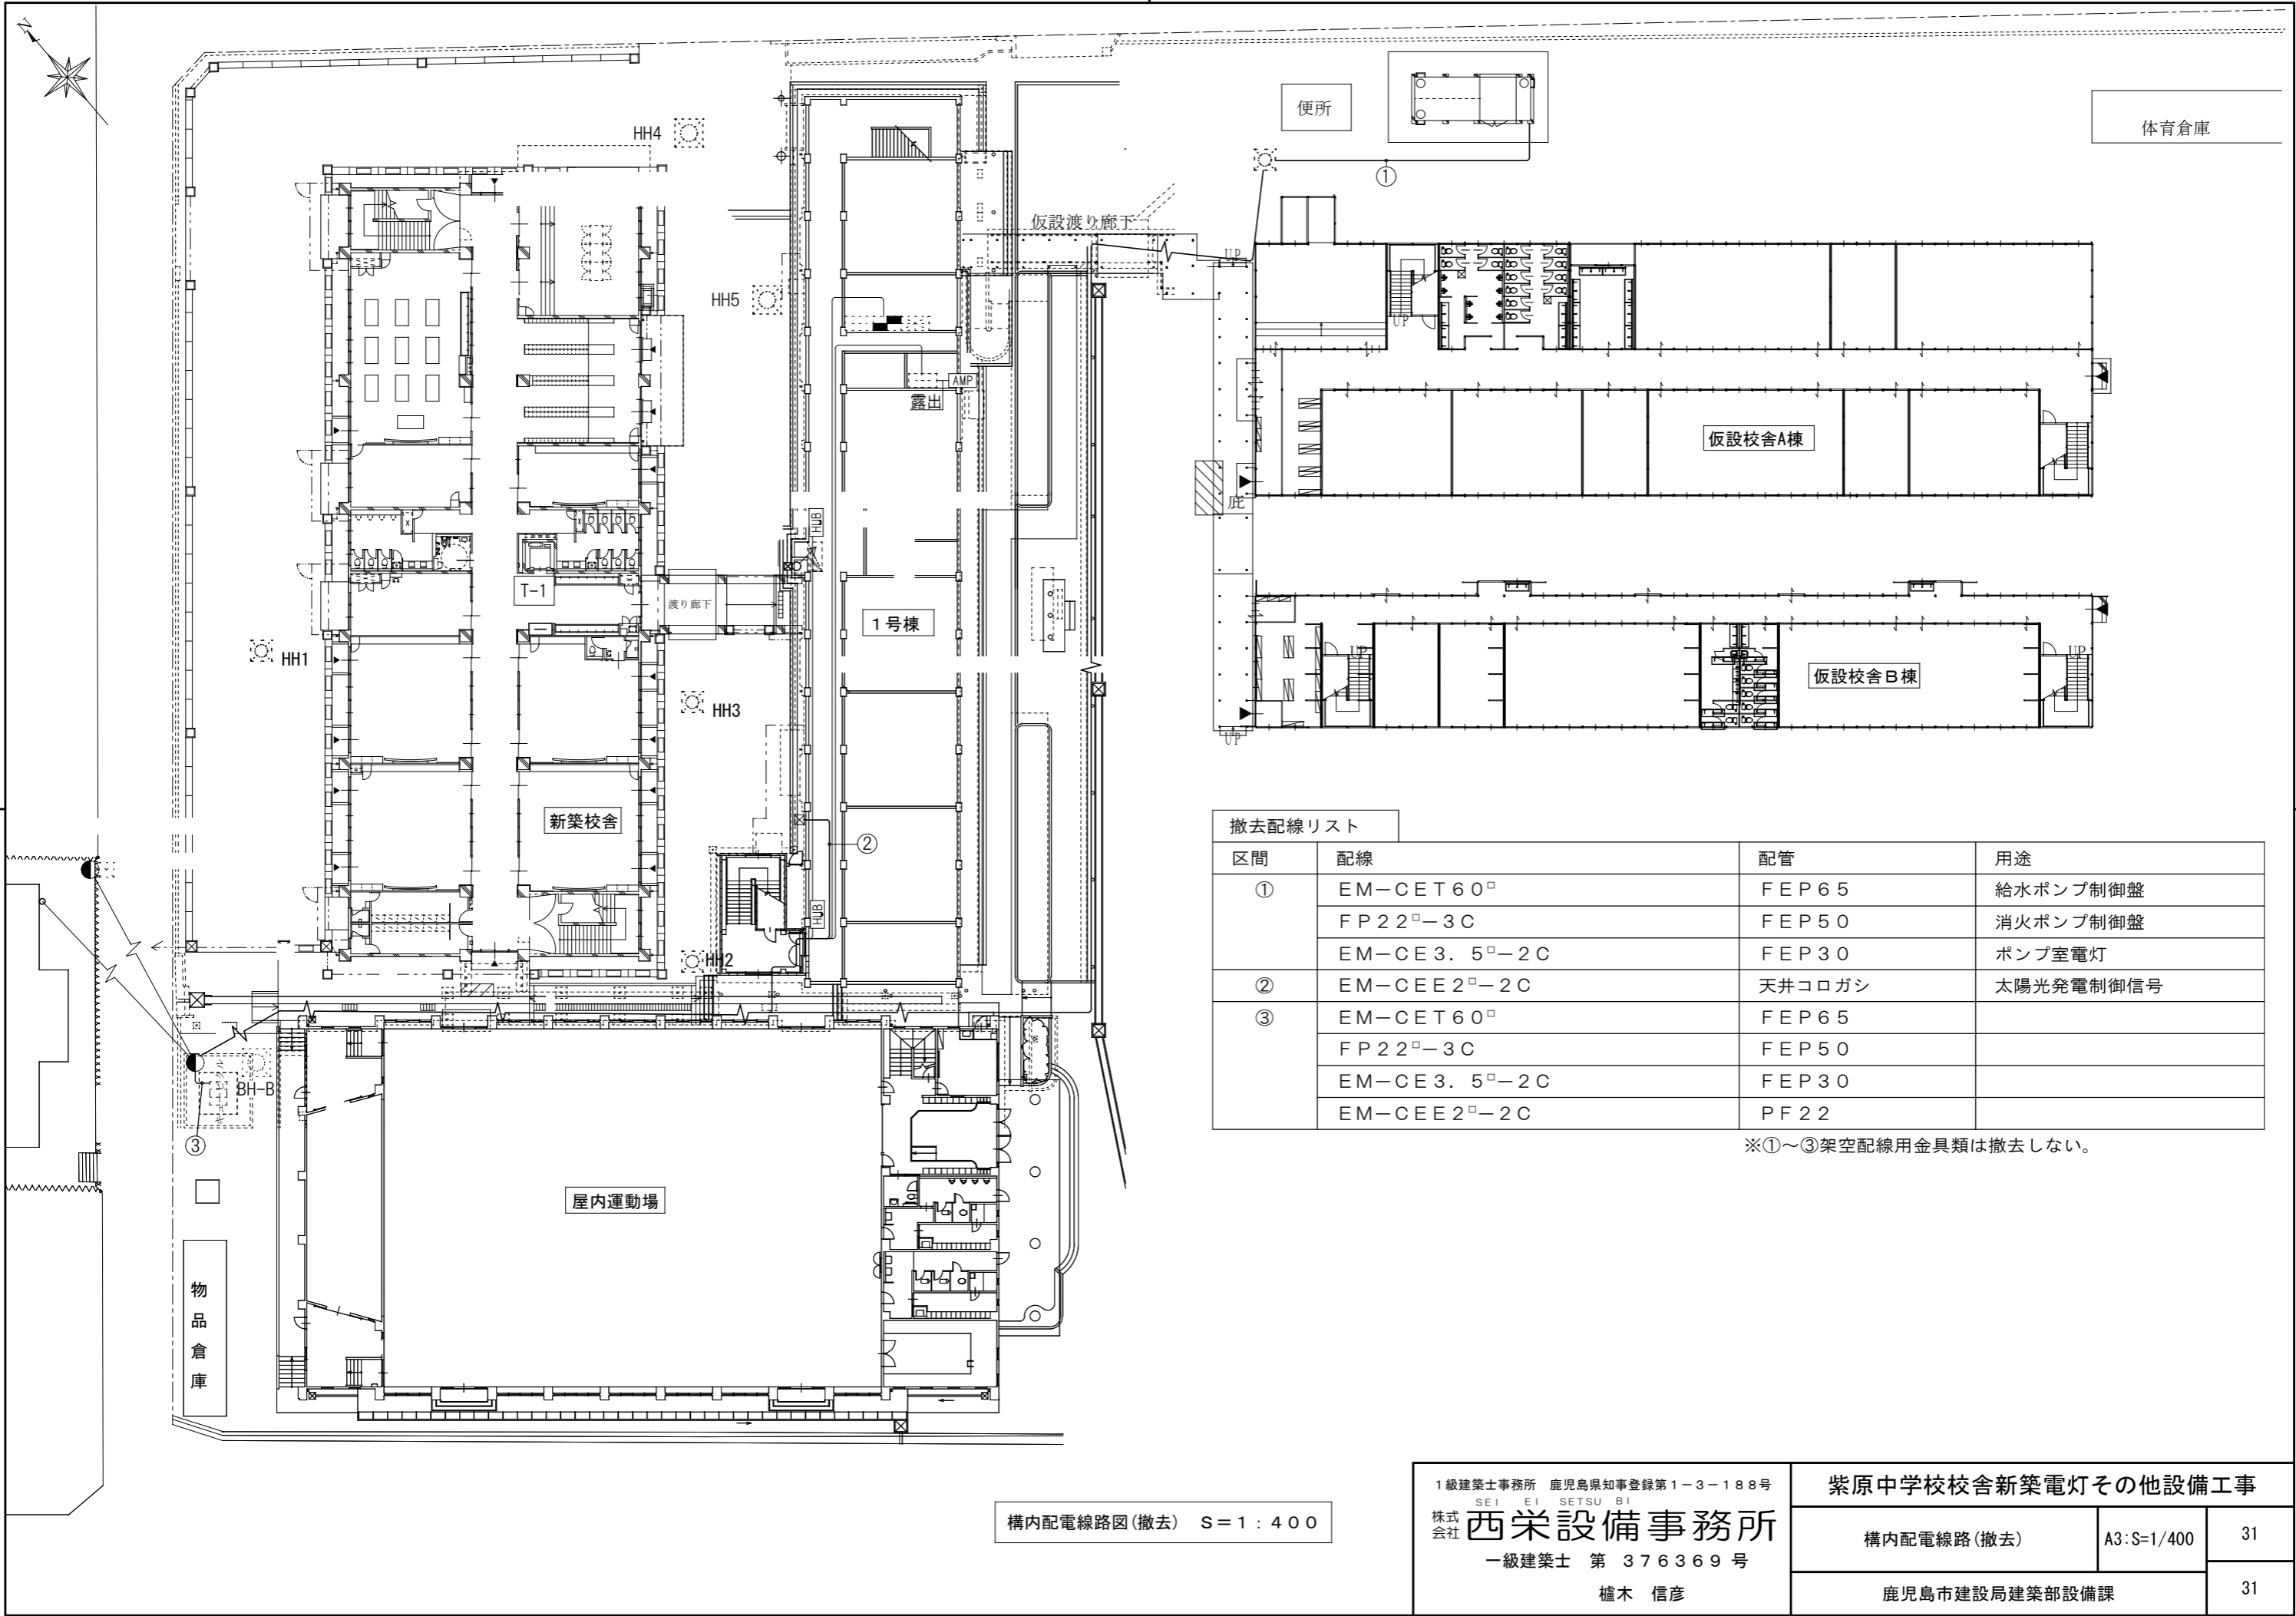 N
HH4
便所
体育倉庫
①
仮設渡り廊下
UP
HH5
UP
AMP
露出
仮設校舎A棟
庇
HUB
T-1
渡り廊下
1号棟
HH1
UP
UP
仮設校舎B棟
HH3
UP
新築校舎
②
HUB
HH2
BH-B
③
屋内運動場
物品倉庫
撤去配線リスト
区間 配線 配管 用途
① EM-CET60□ FEP65 給水ポンプ制御盤
FP22□-3C FEP50 消火ポンプ制御盤
EM-CE3.5□-2C FEP30 ポンプ室電灯
② EM-CEE2□-2C 天井コロガシ 太陽光発電制御信号
③ EM-CET60□ FEP65
FP22□-3C FEP50
EM-CE3.5□-2C FEP30
EM-CEE2□-2C PF22
※①～③架空配線用金具類は撤去しない。
構内配電線路図(撤去) S=1:400
1級建築士事務所 鹿児島県知事登録第1-3-188号
SEI EI SETSU BI
株式会社 西栄設備事務所
一級建築士 第 376369 号
櫨木 信彦
紫原中学校校舎新築電灯その他設備工事
構内配電線路(撤去) A3:S=1/400 31
鹿児島市建設局建築部設備課 31